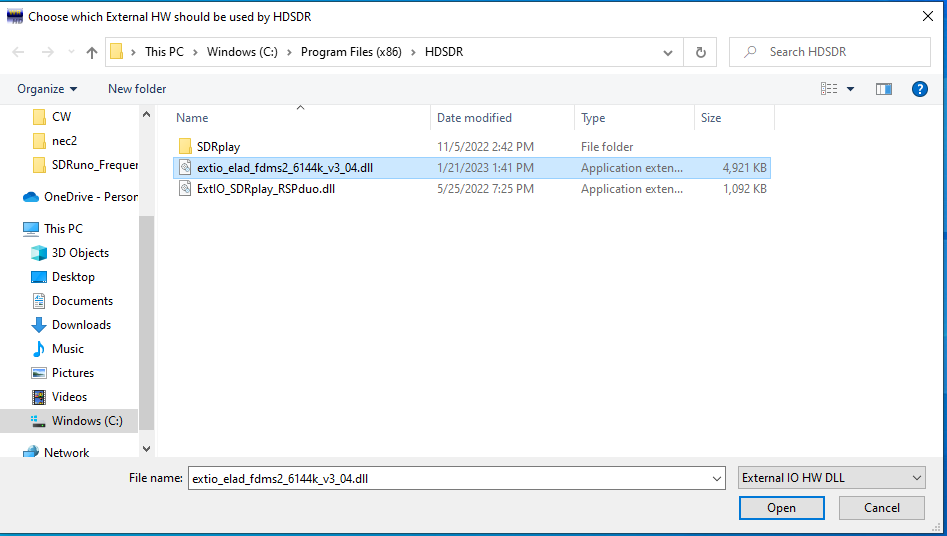 Choose which External HW should be used by HDSDR
This PC > Windows (C:) > Program Files (x86) > HDSDR
Search HDSDR
Organize
New folder
?
Name Date modified Type Size
CW
nec2
SDRuno_Frequen
OneDrive - Person
This PC
3D Objects
Desktop
Documents
Downloads
Music
Pictures
Videos
Windows (C:)
Network
SDRplay 11/5/2022 2:42 PM File folder
extio_elad_fdms2_6144k_v3_04.dll 1/21/2023 1:41 PM Application exten... 4,921 KB
ExtIO_SDRplay_RSPduo.dll 5/25/2022 7:25 PM Application exten... 1,092 KB
File name: extio_elad_fdms2_6144k_v3_04.dll External IO HW DLL
Open Cancel